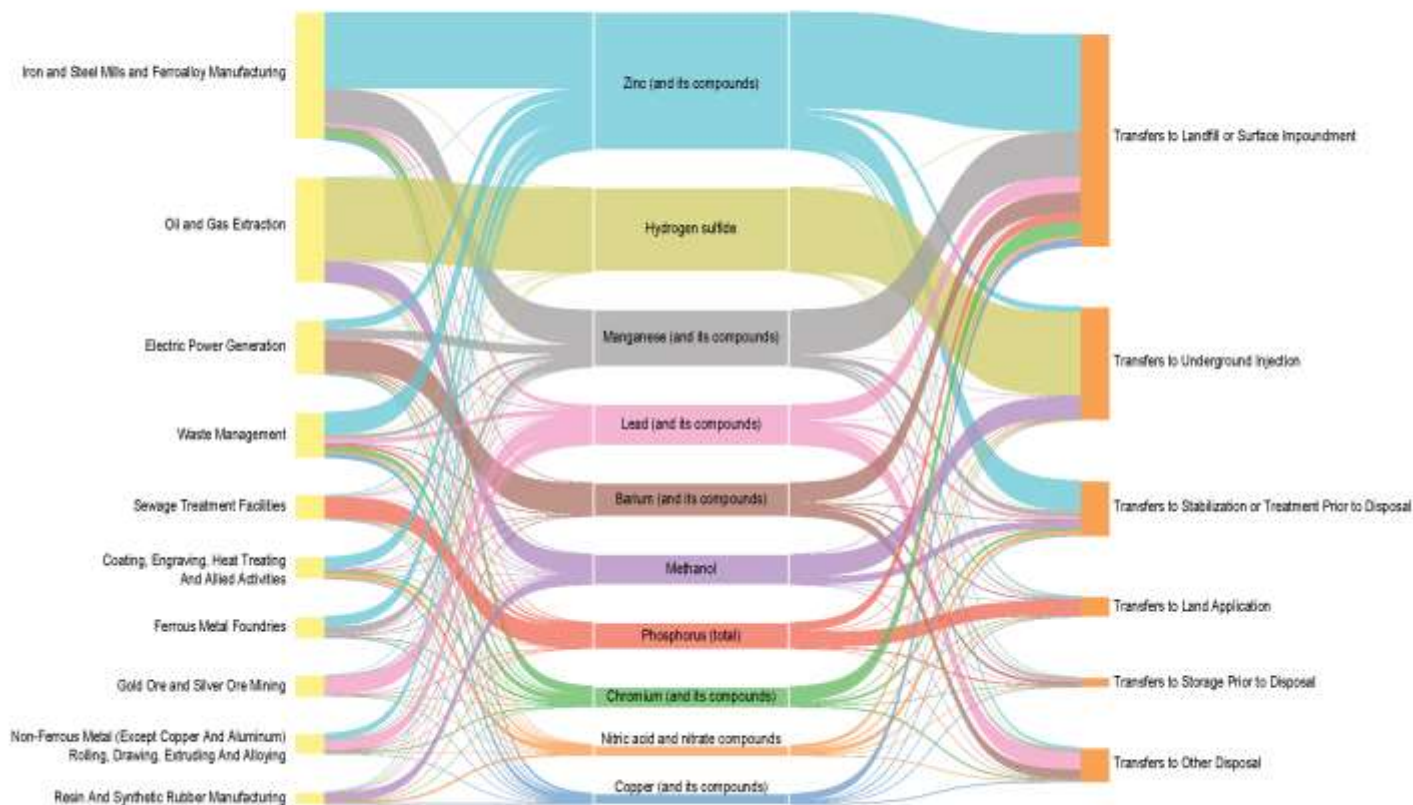 Iron and Steel Mills and Ferroalloy Manufacturing
Oil and Gas Extraction
Electric Power Generation
Waste Management
Sewage Treatment Facilities
Coating, Engraving, Heat Treating
And Allied Activities
Ferrous Metal Foundries
Gold Ore and Silver Ore Mining
Non-Ferrous Metal (Except Copper And Aluminum)
Rolling, Drawing, Extruding And Alloying
Resin And Synthetic Rubber Manufacturing
Zinc (and its compounds)
Hydrogen sulfide
Manganese (and its compounds)
Lead (and its compounds)
Barium (and its compounds)
Methanol
Phosphorus (total)
Chromium (and its compounds)
Nitric acid and nitrate compounds
Copper (and its compounds)
Transfers to Landfill or Surface Impoundment
Transfers to Underground Injection
Transfers to Stabilization or Treatment Prior to Disposal
Transfers to Land Application
Transfers to Storage Prior to Disposal
Transfers to Other Disposal